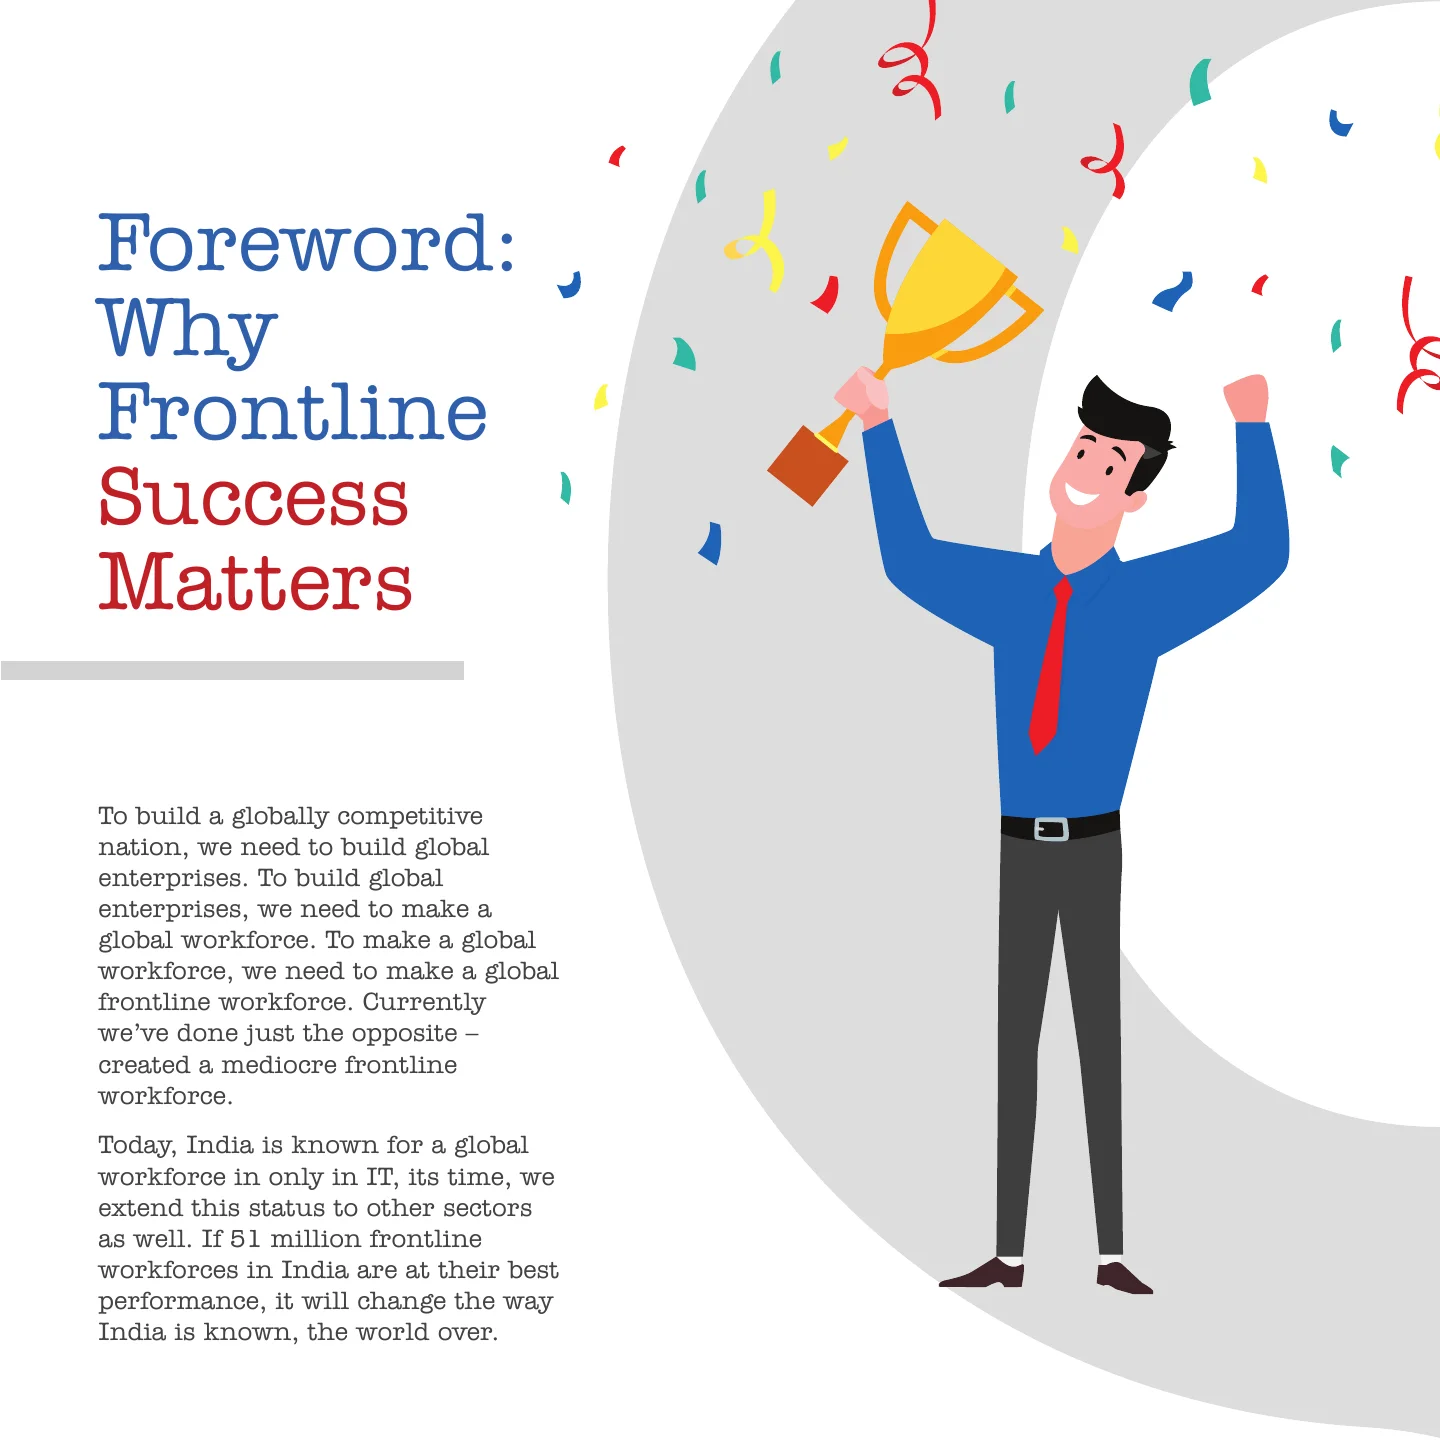 Foreword:
Why
Frontline
Success
Matters
To build a globally competitive
nation, we need to build global
enterprises. To build global
enterprises, we need to make a
global workforce. To make a global
workforce, we need to make a global
frontline workforce. Currently
we’ve done just the opposite –
created a mediocre frontline
workforce.
Today, India is known for a global
workforce in only in IT, its time, we
extend this status to other sectors
as well. If 51 million frontline
workforces in India are at their best
performance, it will change the way
India is known, the world over.